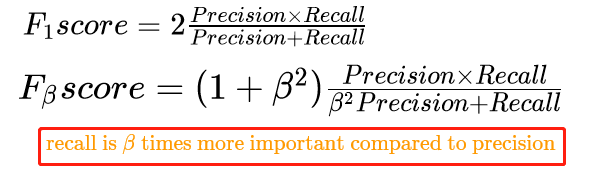 F₁score = 2 Precision×Recall / Precision+Recall
Fᵦscore = (1 + β²) Precision×Recall / β²Precision+Recall
recall is β times more important compared to precision